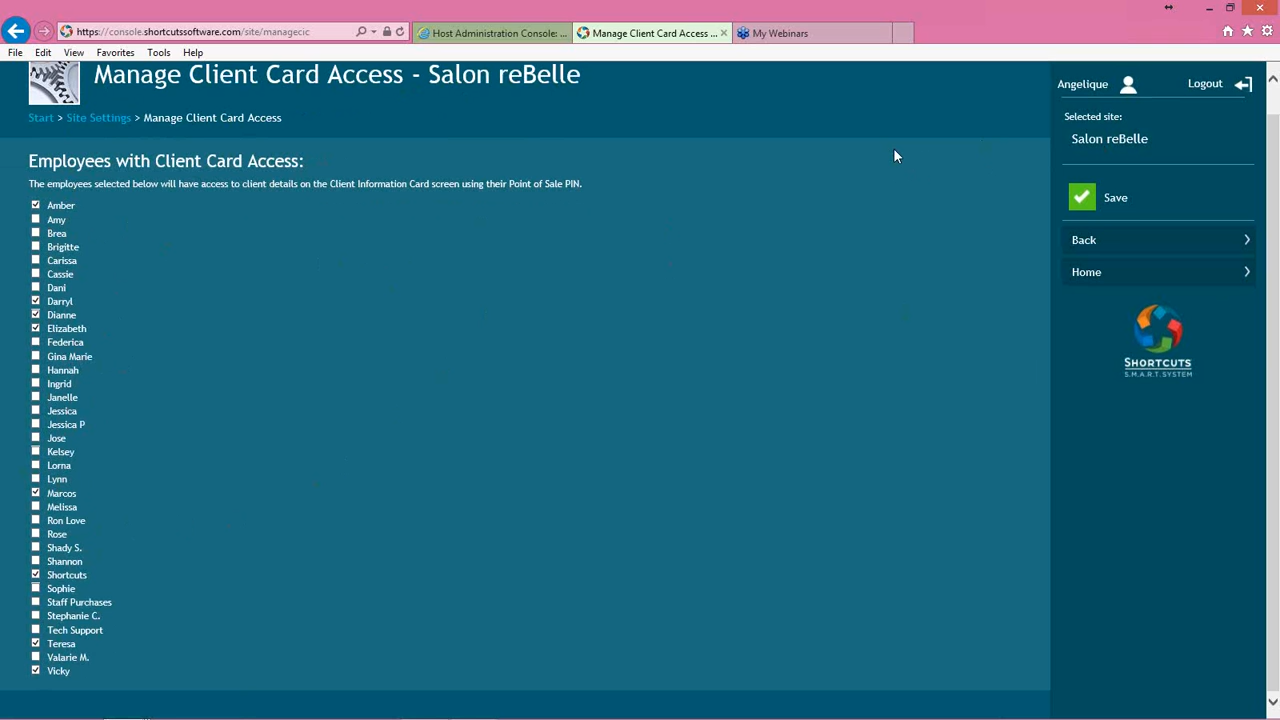 https://console.shortcutssoftware.com/site/managecic
Host Administration Console: ...
Manage Client Card Access ...
My Webinars
File Edit View Favorites Tools Help
Manage Client Card Access - Salon reBelle
Start > Site Settings > Manage Client Card Access
Employees with Client Card Access:
The employees selected below will have access to client details on the Client Information Card screen using their Point of Sale PIN.
Amber
Amy
Brea
Brigitte
Carissa
Cassie
Dani
Darryl
Dianne
Elizabeth
Federica
Gina Marie
Hannah
Ingrid
Janelle
Jessica
Jessica P
Jose
Kelsey
Lorna
Lynn
Marcos
Melissa
Ron Love
Rose
Shady S.
Shannon
Shortcuts
Sophie
Staff Purchases
Stephanie C.
Tech Support
Teresa
Valarie M.
Vicky
Angelique Logout
Selected site:
Salon reBelle
Save
Back
Home
SHORTCUTS
S.M.A.R.T. SYSTEM